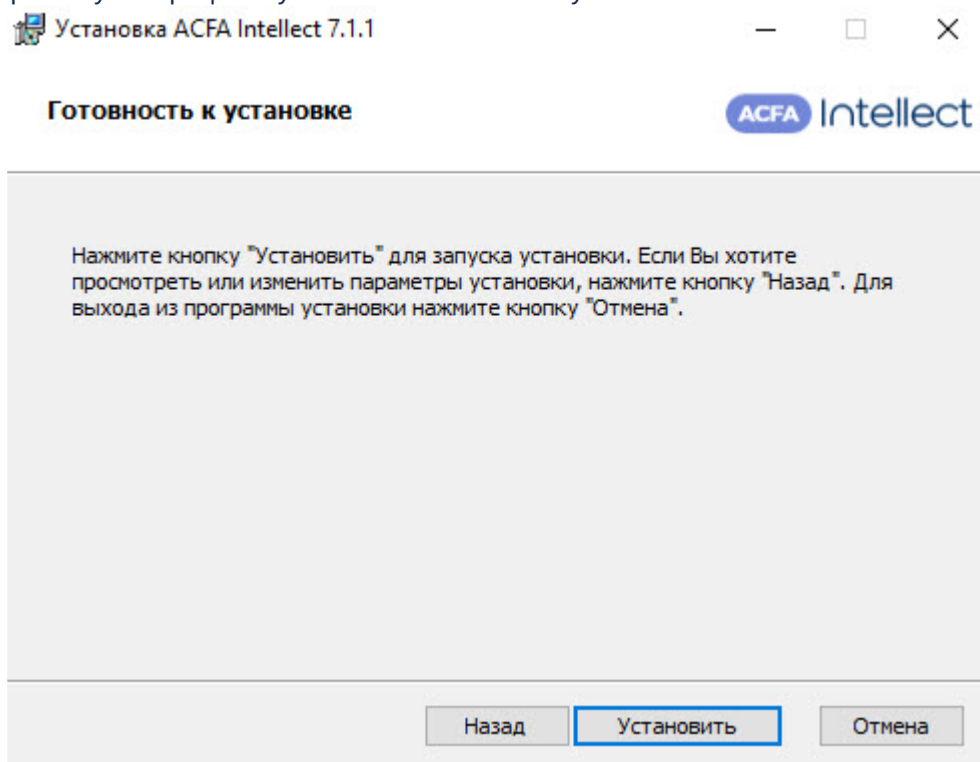 Установка ACFA Intellect 7.1.1
Готовность к установке
ACFA Intellect
Нажмите кнопку "Установить" для запуска установки. Если Вы хотите
просмотреть или изменить параметры установки, нажмите кнопку "Назад". Для
выхода из программы установки нажмите кнопку "Отмена".
Назад
Установить
Отмена